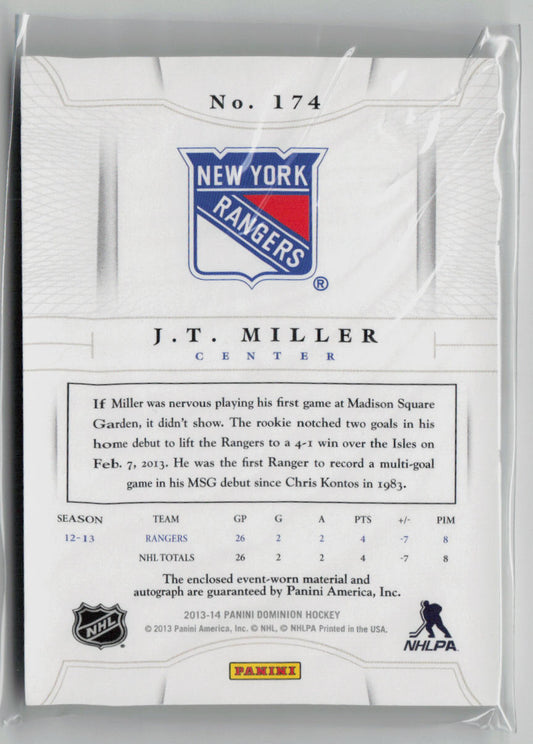 No. 174
NEW YORK
RANGERS
®
J.T. MILLER
CENTER
If Miller was nervous playing his first game at Madison Square
Garden, it didn't show. The rookie notched two goals in his
home debut to lift the Rangers to a 4-1 win over the Isles on
Feb. 7, 2013. He was the first Ranger to record a multi-goal
game in his MSG debut since Chris Kontos in 1983.
SEASON TEAM GP G A PTS +/- PIM
12-13 RANGERS 26 2 2 4 -7 8
NHL TOTALS 26 2 2 4 -7 8
The enclosed event-worn material and
autograph are guaranteed by Panini America, Inc.
2013-14 PANINI DOMINION HOCKEY
© 2013 Panini America, Inc. © NHL, © NHLPA Printed in the USA.
NHL
NHLPA
PANINI